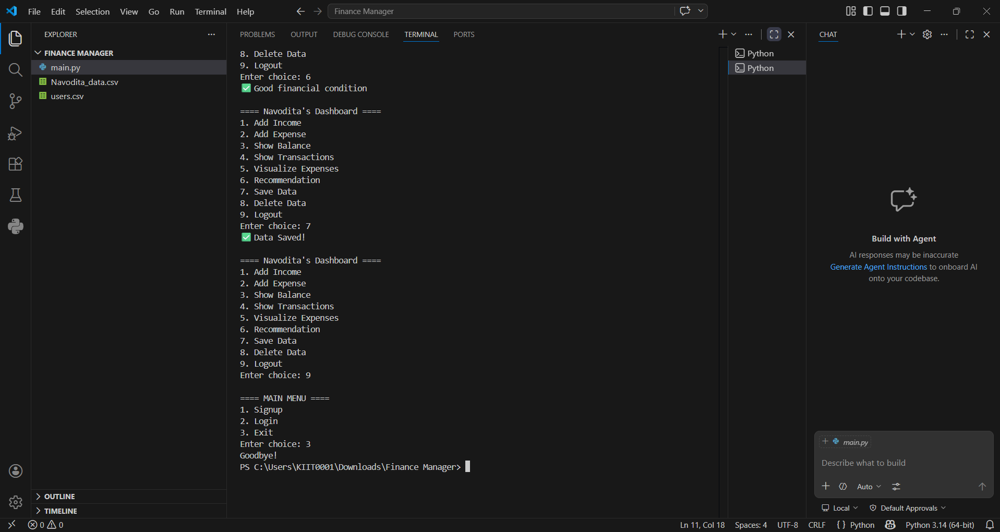 File Edit Selection View Go Run Terminal Help
Finance Manager
EXPLORER
FINANCE MANAGER
main.py
Navodita_data.csv
users.csv
OUTLINE
TIMELINE
PROBLEMS OUTPUT DEBUG CONSOLE TERMINAL PORTS
8. Delete Data
9. Logout
Enter choice: 6
✅ Good financial condition
==== Navodita's Dashboard ====
1. Add Income
2. Add Expense
3. Show Balance
4. Show Transactions
5. Visualize Expenses
6. Recommendation
7. Save Data
8. Delete Data
9. Logout
Enter choice: 7
✅ Data Saved!
==== Navodita's Dashboard ====
1. Add Income
2. Add Expense
3. Show Balance
4. Show Transactions
5. Visualize Expenses
6. Recommendation
7. Save Data
8. Delete Data
9. Logout
Enter choice: 9
==== MAIN MENU ====
1. Signup
2. Login
3. Exit
Enter choice: 3
Goodbye!
PS C:\Users\KIIT0001\Downloads\Finance Manager>
Python
Python
CHAT
Build with Agent
AI responses may be inaccurate
Generate Agent Instructions to onboard AI
onto your codebase.
main.py
Describe what to build
Auto
Local Default Approvals
0 0
Ln 11, Col 18 Spaces: 4 UTF-8 CRLF {} Python Python 3.14 (64-bit)